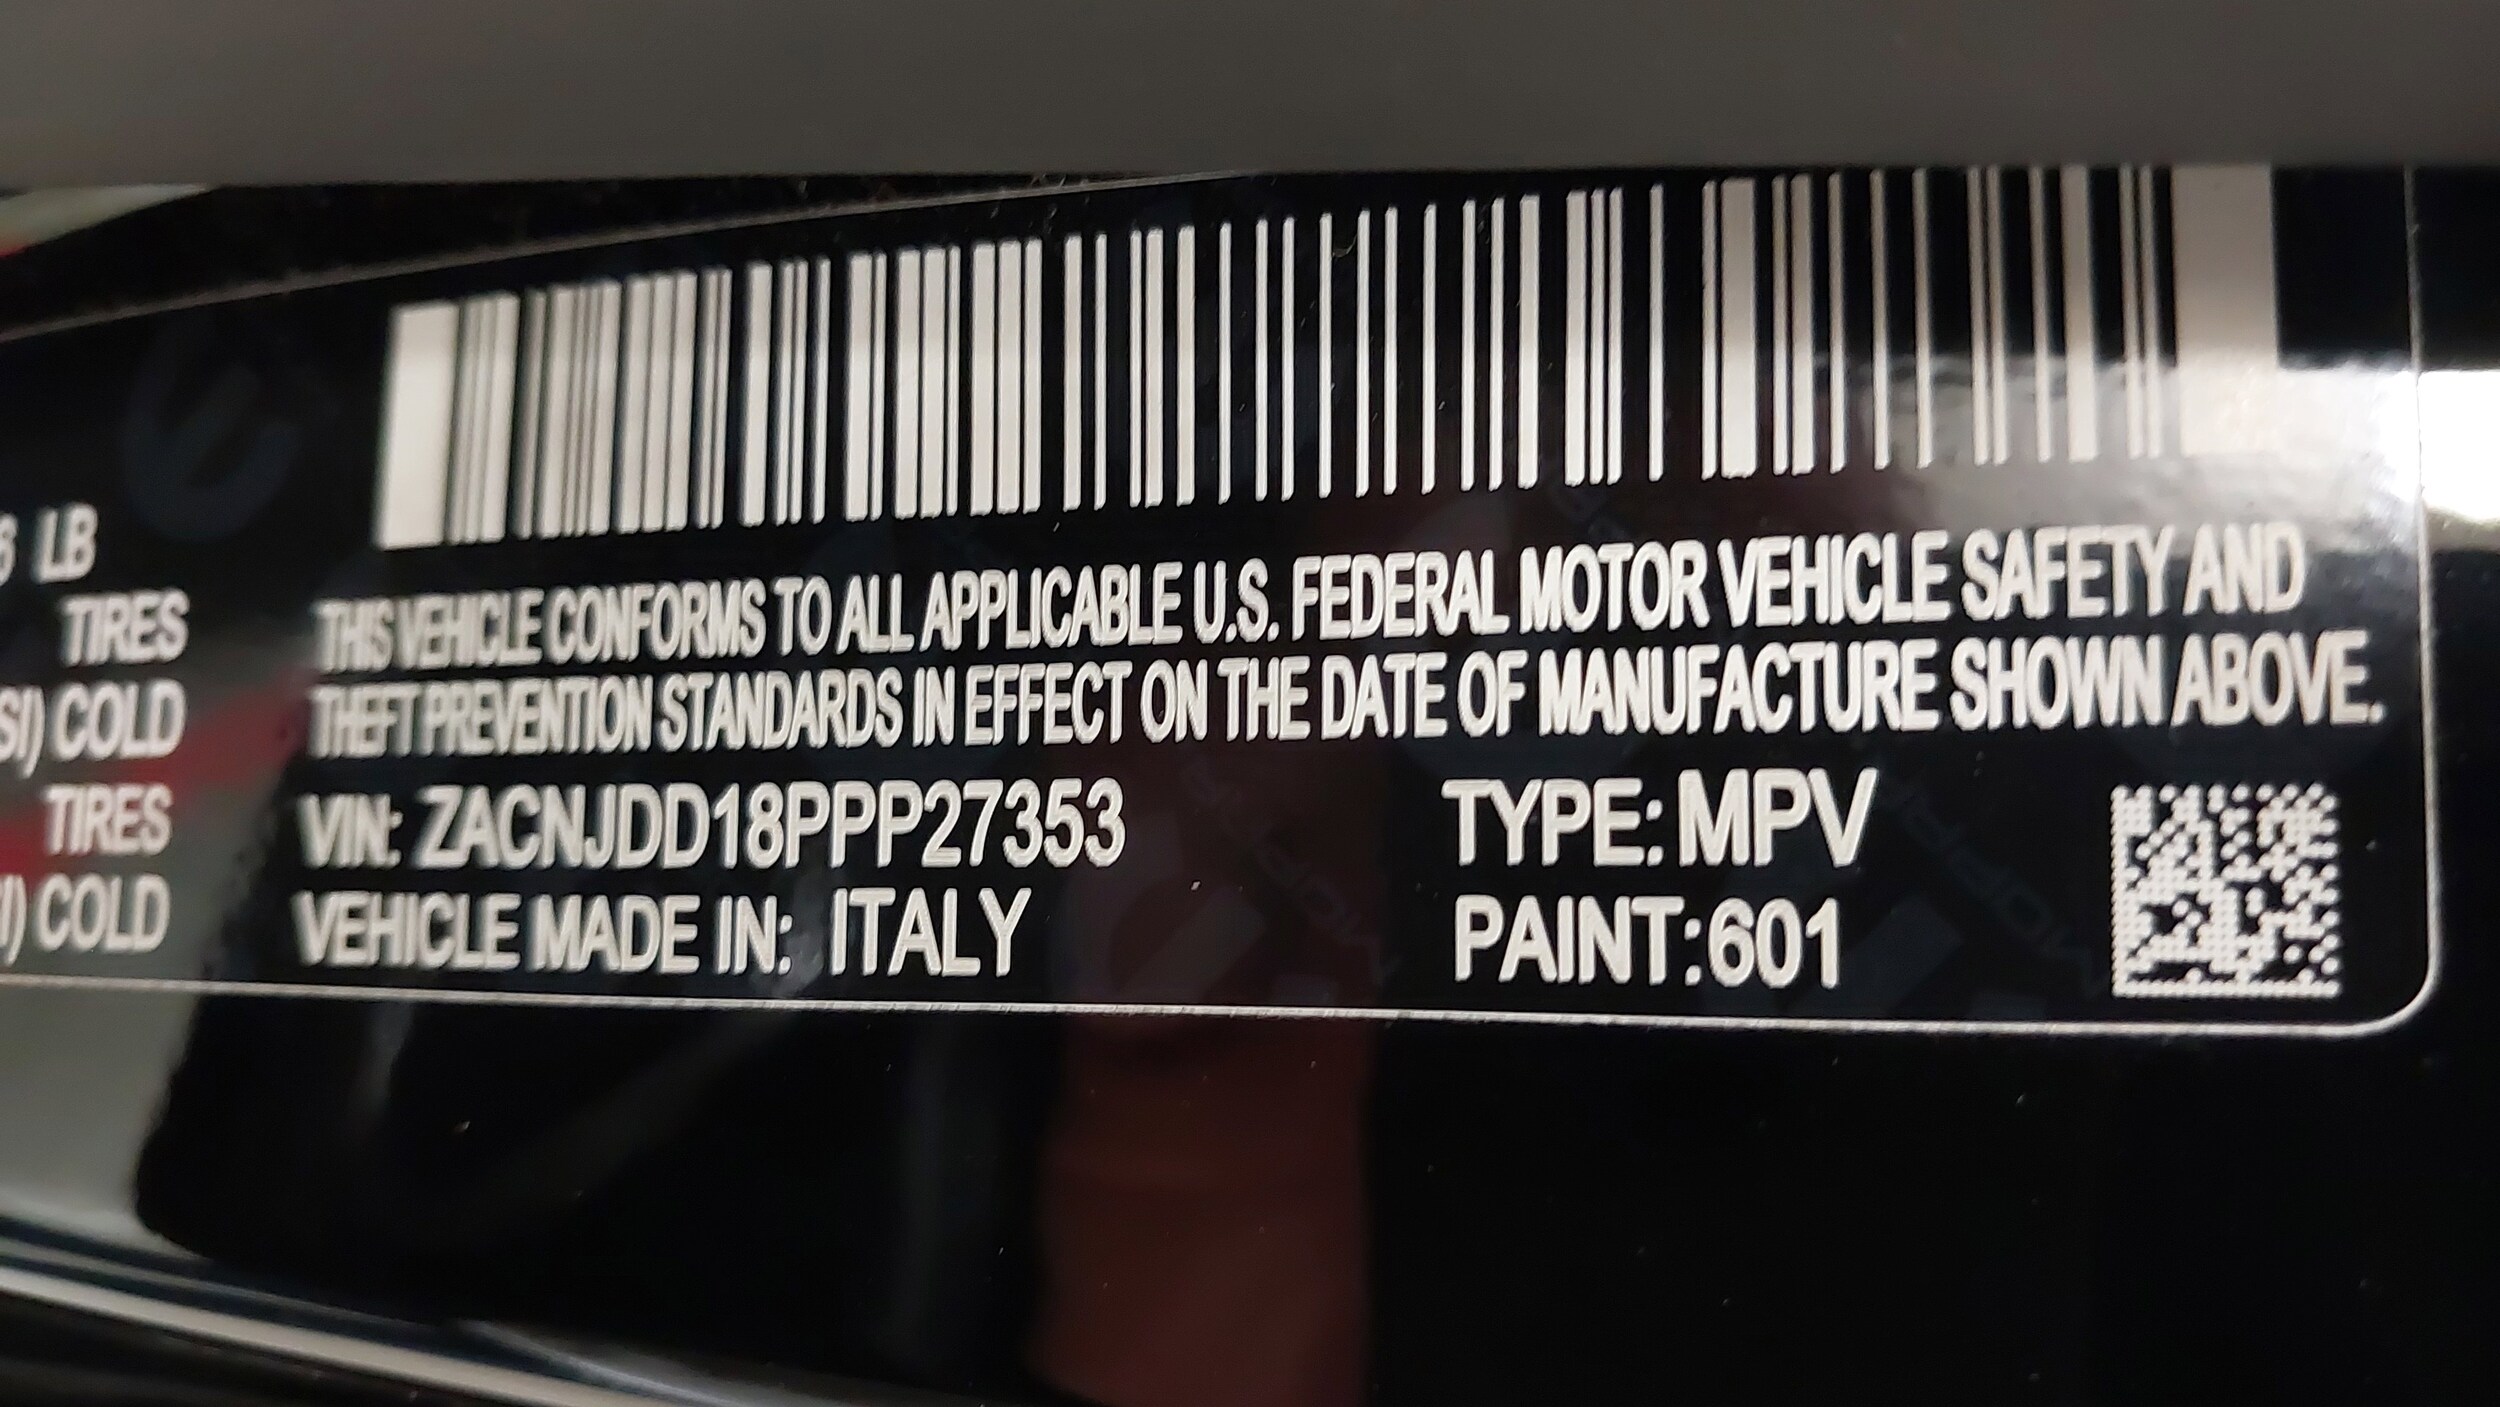 LB
TIRES
SI) COLD
TIRES
I) COLD
THIS VEHICLE CONFORMS TO ALL APPLICABLE U.S. FEDERAL MOTOR VEHICLE SAFETY AND
THEFT PREVENTION STANDARDS IN EFFECT ON THE DATE OF MANUFACTURE SHOWN ABOVE.
VIN: ZACNJDD18PPP27353 TYPE: MPV
VEHICLE MADE IN: ITALY PAINT:601